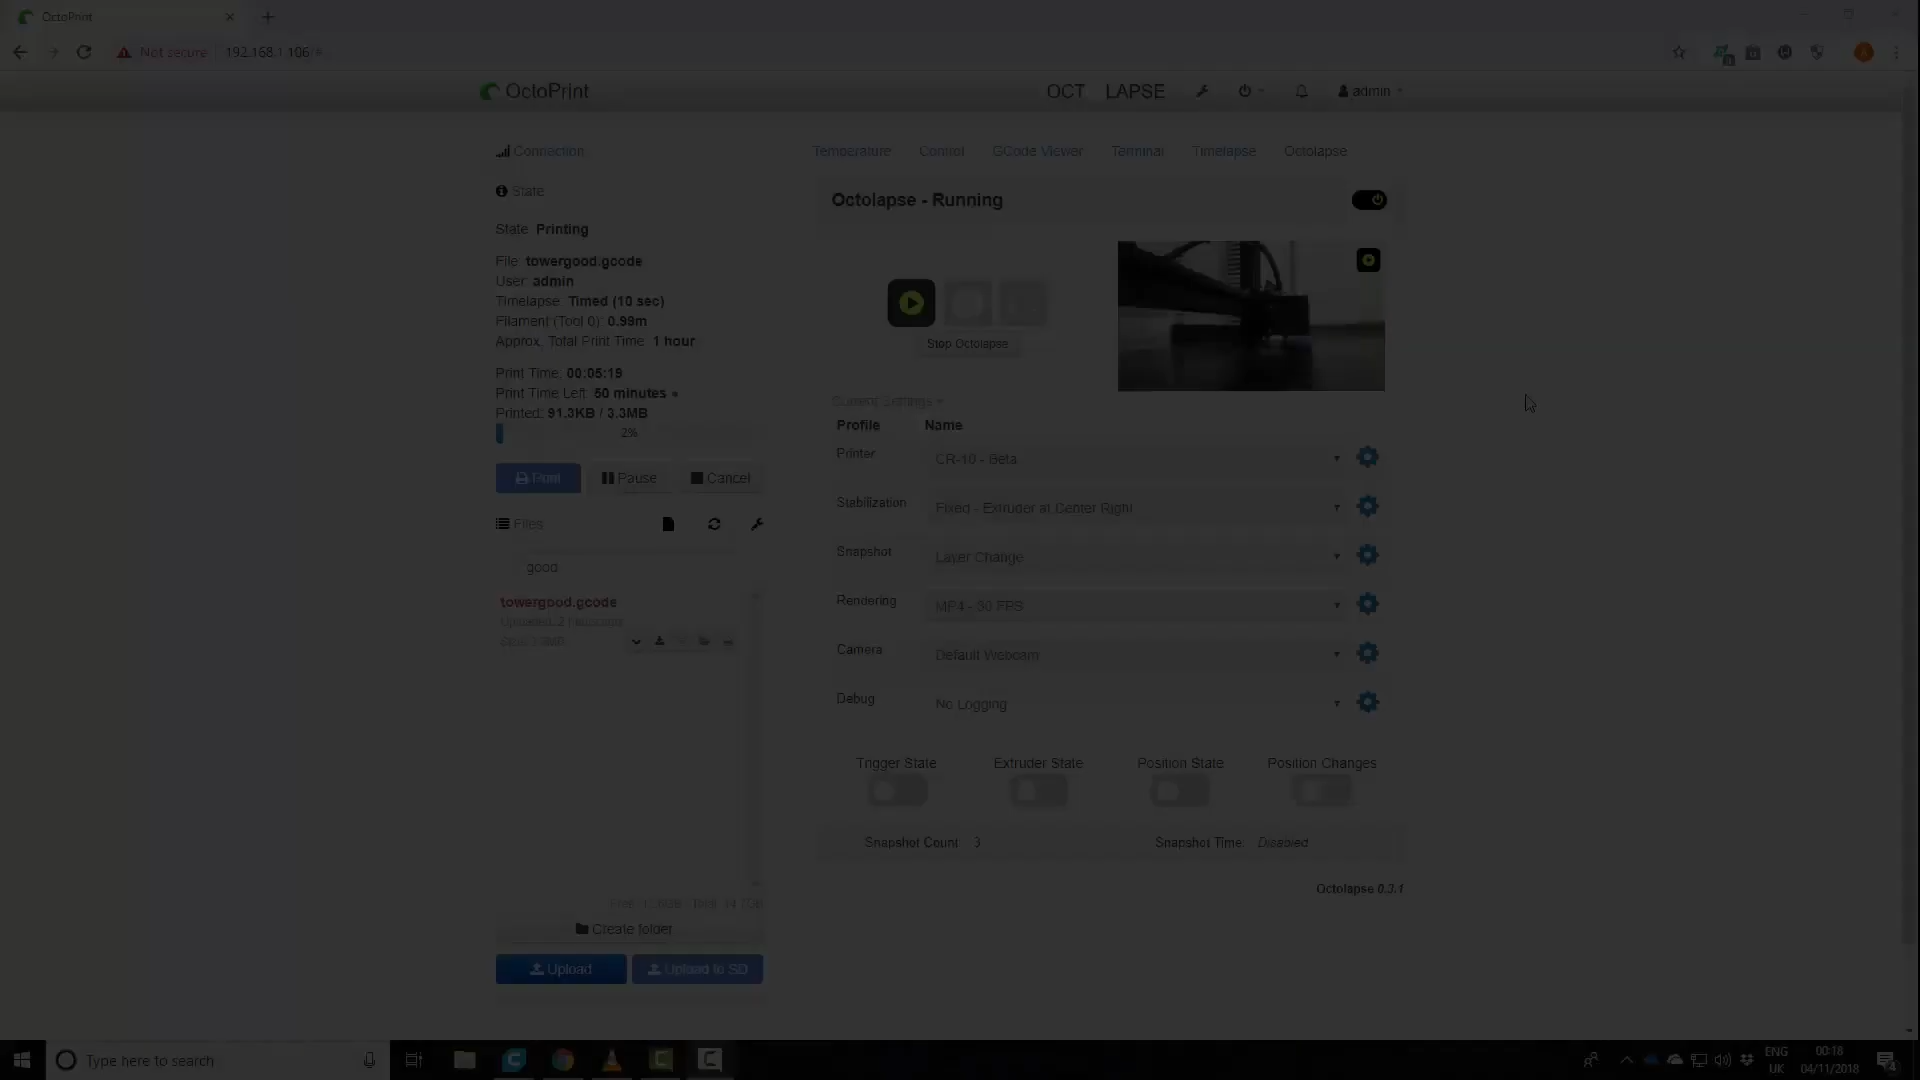 OctoPrint
Not secure
192.168.1.106/#
OctoPrint
OCT LAPSE
admin
Connection
Temperature
Control
GCode Viewer
Terminal
Timelapse
Octolapse
State
Octolapse - Running
State: Printing
File: towergood.gcode
User: admin
Timelapse: Timed (10 sec)
Filament (Tool 0): 0.99m
Approx. Total Print Time: 1 hour
Stop Octolapse
Print Time: 00:05:19
Print Time Left: 50 minutes
Printed: 91.3KB / 3.3MB
2%
Current Settings
Profile Name
Printer CR-10 - Beta
Print
Pause
Cancel
Stabilization Fixed - Extruder at Center Right
Files
Snapshot Layer Change
good
towergood.gcode
Rendering MP4 - 30 FPS
Size: 3.3MB
Camera Default Webcam
Debug No Logging
Trigger State
Extruder State
Position State
Position Changes
Snapshot Count: 3
Snapshot Time: Disabled
Octolapse 0.3.1
Create folder
Upload
Upload to SD
Type here to search
ENG
UK
00:18
04/11/2018